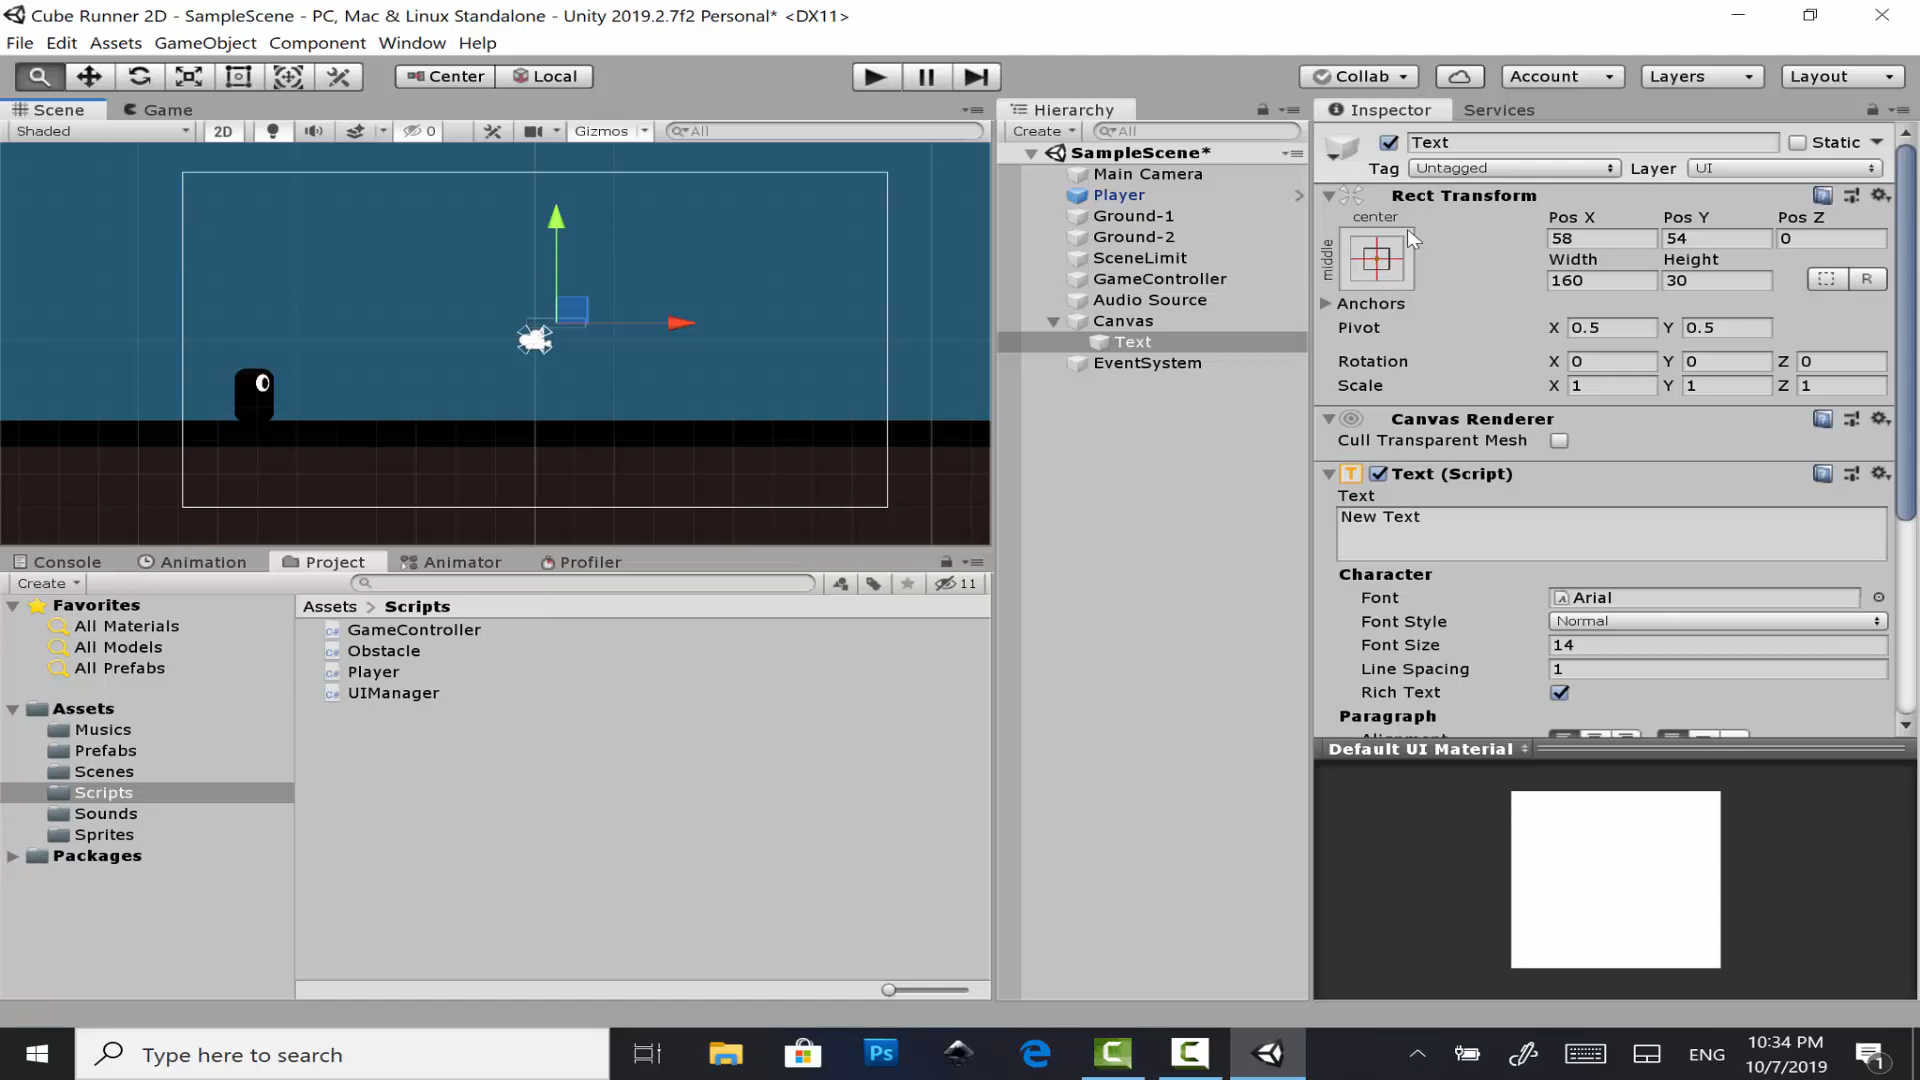 Cube Runner 2D - SampleScene - PC, Mac & Linux Standalone - Unity 2019.2.7f2 Personal* <DX11>
File Edit Assets GameObject Component Window Help
Center Local Collab Account Layers Layout
Scene Game
Shaded 2D 0 Gizmos All
Hierarchy
Create All
SampleScene*
Main Camera
Player
Ground-1
Ground-2
SceneLimit
GameController
Audio Source
Canvas
Text
EventSystem
Inspector Services
Text Static
Tag Untagged Layer UI
Rect Transform
center
middle
Pos X Pos Y Pos Z
58 54 0
Width Height
160 30 R
Anchors
Pivot X 0.5 Y 0.5
Rotation X 0 Y 0 Z 0
Scale X 1 Y 1 Z 1
Canvas Renderer
Cull Transparent Mesh
T Text (Script)
Text
New Text
Character
Font Arial
Font Style Normal
Font Size 14
Line Spacing 1
Rich Text
Paragraph
Default UI Material
Console Animation Project Animator Profiler
Create 11
Favorites
All Materials
All Models
All Prefabs
Assets
Musics
Prefabs
Scenes
Scripts
Sounds
Sprites
Packages
Assets > Scripts
GameController
Obstacle
Player
UIManager
Type here to search
Ps
ENG
10:34 PM
10/7/2019
1